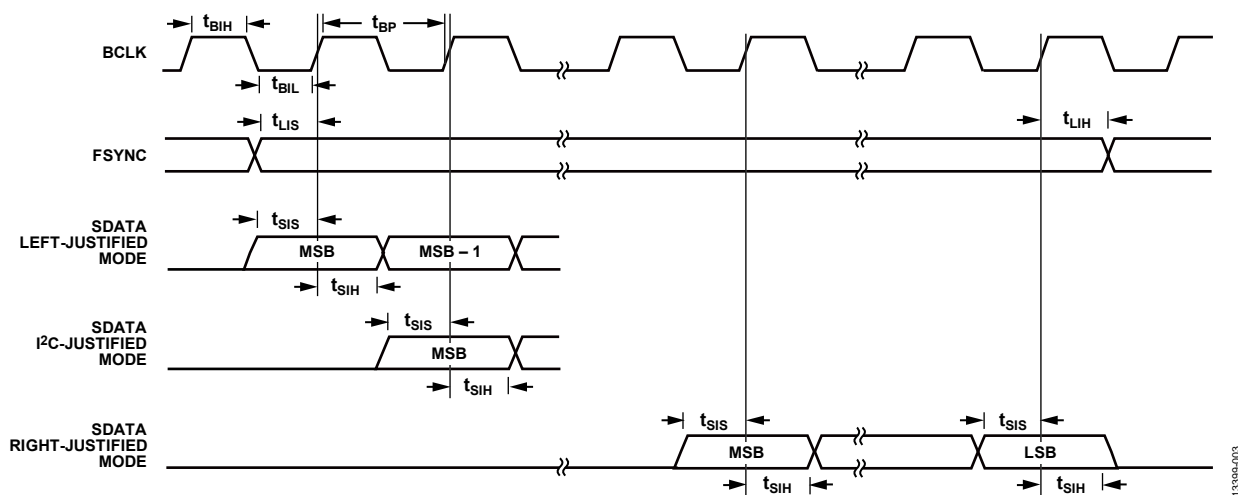 tBIH
tBP
BCLK
tBIL
tLIS
tLIH
FSYNC
SDATA
LEFT-JUSTIFIED
MODE
tSIS
MSB
MSB – 1
tSIH
SDATA
I2C-JUSTIFIED
MODE
tSIS
MSB
tSIH
SDATA
RIGHT-JUSTIFIED
MODE
tSIS
tSIS
MSB
LSB
tSIH
tSIH
13399-003